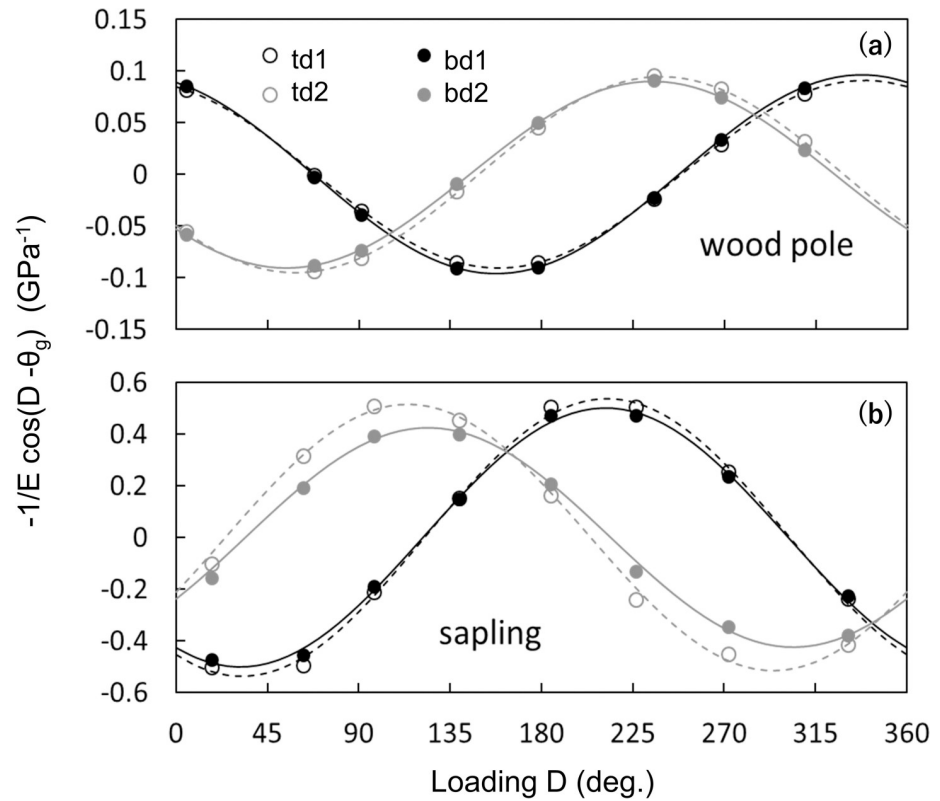 0.15
(a)
td1
bd1
td2
bd2
0.1
0.05
0
-0.05
-0.1
-0.15
wood pole
-1/E cos(D -θg) (GPa-1)
0.6
(b)
0.4
0.2
0
-0.2
-0.4
-0.6
sapling
0 45 90 135 180 225 270 315 360
Loading D (deg.)